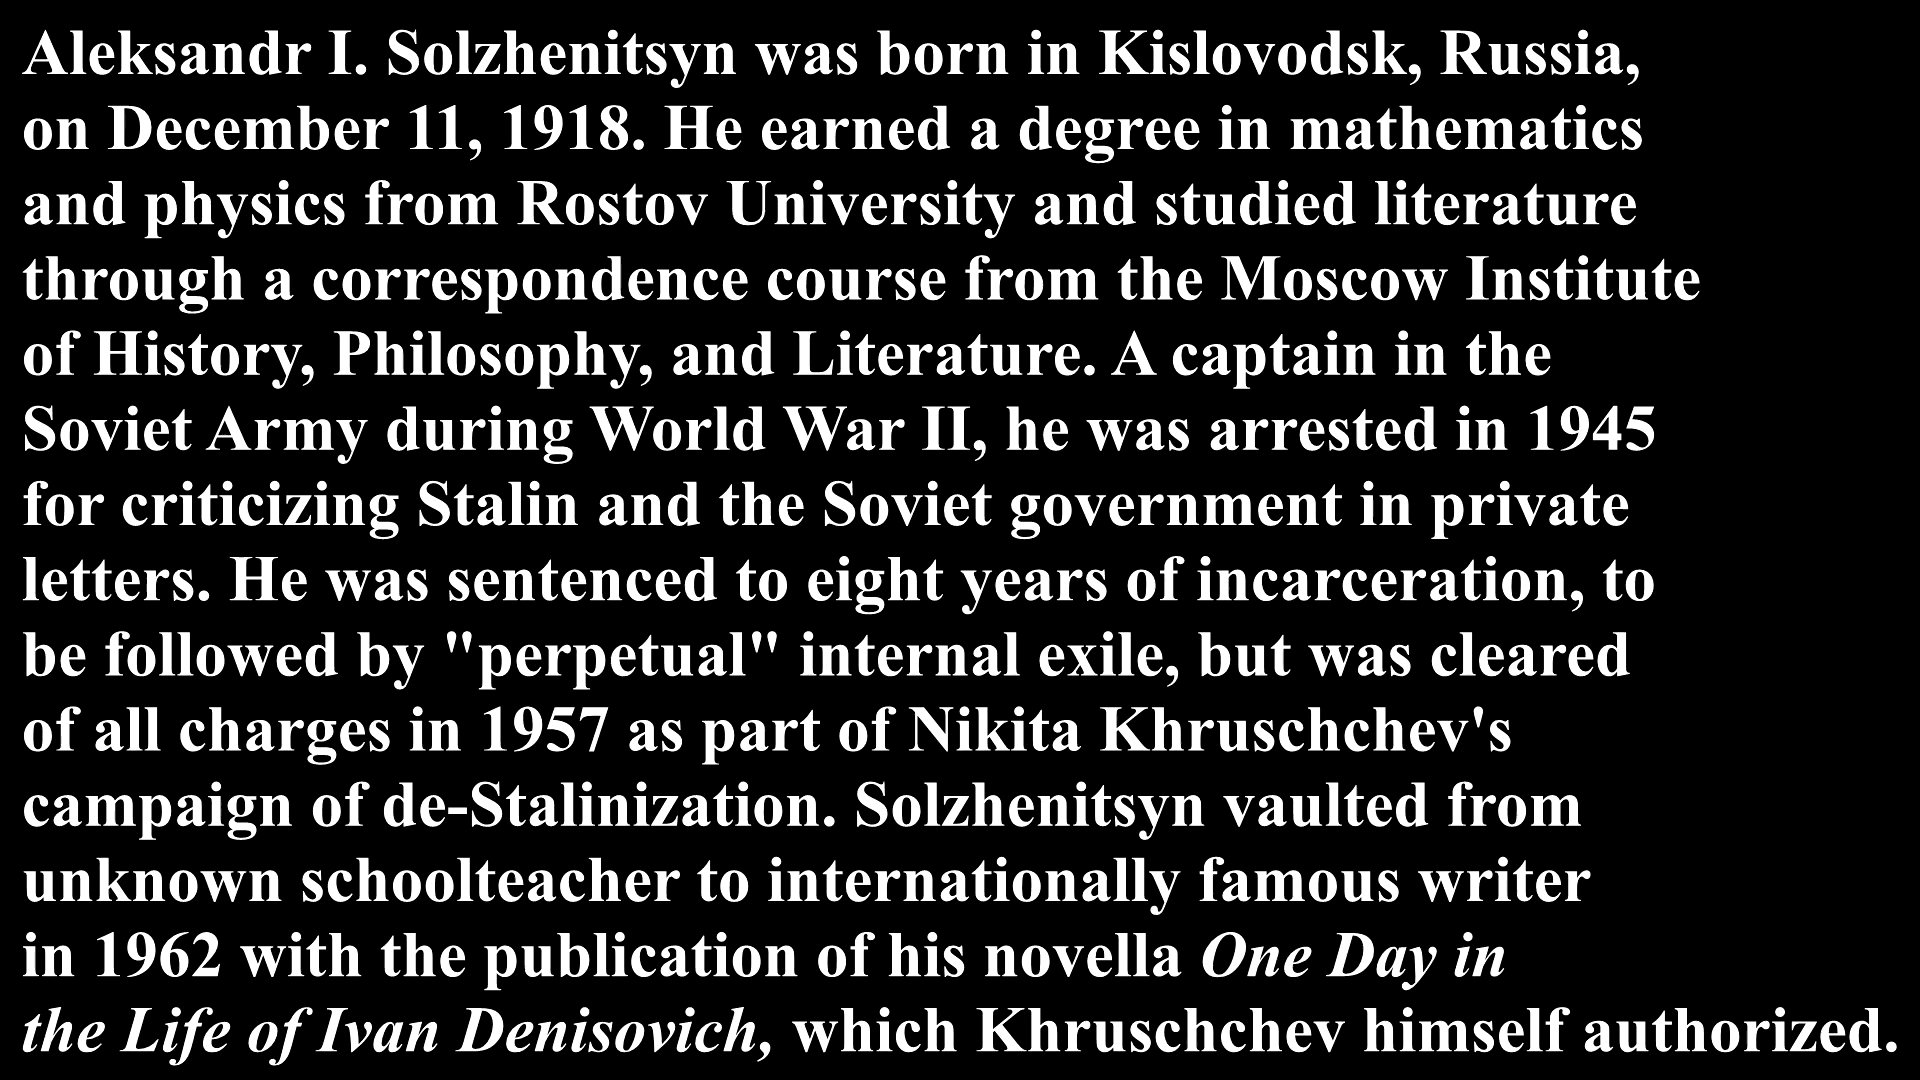 Aleksandr I. Solzhenitsyn was born in Kislovodsk, Russia,
on December 11, 1918. He earned a degree in mathematics
and physics from Rostov University and studied literature
through a correspondence course from the Moscow Institute
of History, Philosophy, and Literature. A captain in the
Soviet Army during World War II, he was arrested in 1945
for criticizing Stalin and the Soviet government in private
letters. He was sentenced to eight years of incarceration, to
be followed by "perpetual" internal exile, but was cleared
of all charges in 1957 as part of Nikita Khruschchev's
campaign of de-Stalinization. Solzhenitsyn vaulted from
unknown schoolteacher to internationally famous writer
in 1962 with the publication of his novella One Day in
the Life of Ivan Denisovich, which Khruschchev himself authorized.